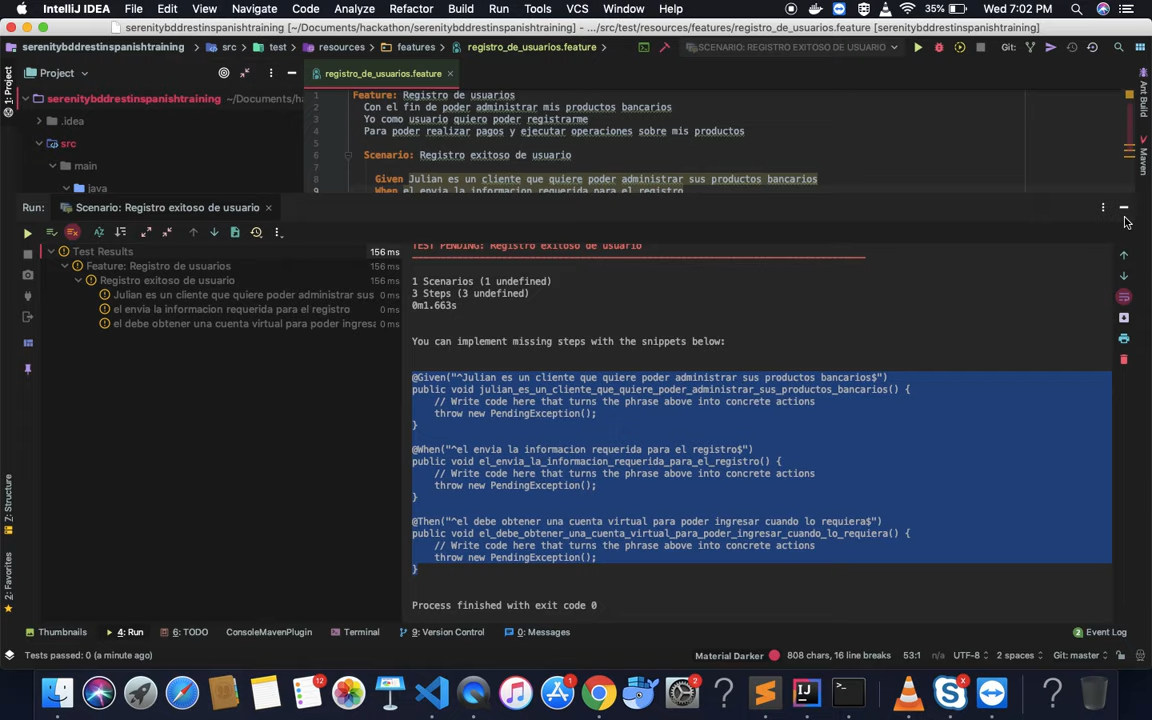 IntelliJ IDEA File Edit View Navigate Code Analyze Refactor Build Run Tools VCS Window Help 35% Wed 7:02 PM
serenitybddrestinspanishtraining [~/Documents/hackathon/serenitybddrestinspanishtraining] - .../src/test/resources/features/registro_de_usuarios.feature [serenitybddrestinspanishtraining]
serenitybddrestinspanishtraining src test resources features registro_de_usuarios.feature SCENARIO: REGISTRO EXITOSO DE USUARIO Git:
1: Project
Project
registro_de_usuarios.feature
serenitybddrestinspanishtraining ~/Documents/h
.idea
src
main
java
1 Feature: Registro de usuarios
2 Con el fin de poder administrar mis productos bancarios
3 Yo como usuario quiero poder registrarme
4 Para poder realizar pagos y ejecutar operaciones sobre mis productos
5
6 Scenario: Registro exitoso de usuario
7
8 Given Julian es un cliente que quiere poder administrar sus productos bancarios
9 When el envia la informacion requerida para el registro
Ant Build
Maven
Run: Scenario: Registro exitoso de usuario
Test Results 156 ms
Feature: Registro de usuarios 156 ms
Registro exitoso de usuario 156 ms
Julian es un cliente que quiere poder administrar sus 0 ms
el envia la informacion requerida para el registro 0 ms
el debe obtener una cuenta virtual para poder ingresa 0 ms
TEST PENDING: Registro exitoso de usuario
1 Scenarios (1 undefined)
3 Steps (3 undefined)
0m1.663s
You can implement missing steps with the snippets below:
@Given("^Julian es un cliente que quiere poder administrar sus productos bancarios$")
public void julian_es_un_cliente_que_quiere_poder_administrar_sus_productos_bancarios() {
// Write code here that turns the phrase above into concrete actions
throw new PendingException();
}
@When("^el envia la informacion requerida para el registro$")
public void el_envia_la_informacion_requerida_para_el_registro() {
// Write code here that turns the phrase above into concrete actions
throw new PendingException();
}
@Then("^el debe obtener una cuenta virtual para poder ingresar cuando lo requiera$")
public void el_debe_obtener_una_cuenta_virtual_para_poder_ingresar_cuando_lo_requiera() {
// Write code here that turns the phrase above into concrete actions
throw new PendingException();
}
Process finished with exit code 0
7: Structure
2: Favorites
Thumbnails 4: Run 6: TODO ConsoleMavenPlugin Terminal 9: Version Control 0: Messages 2 Event Log
Tests passed: 0 (a minute ago) Material Darker 808 chars, 16 line breaks 53:1 n/a UTF-8 2 spaces Git: master
12 1 2 x